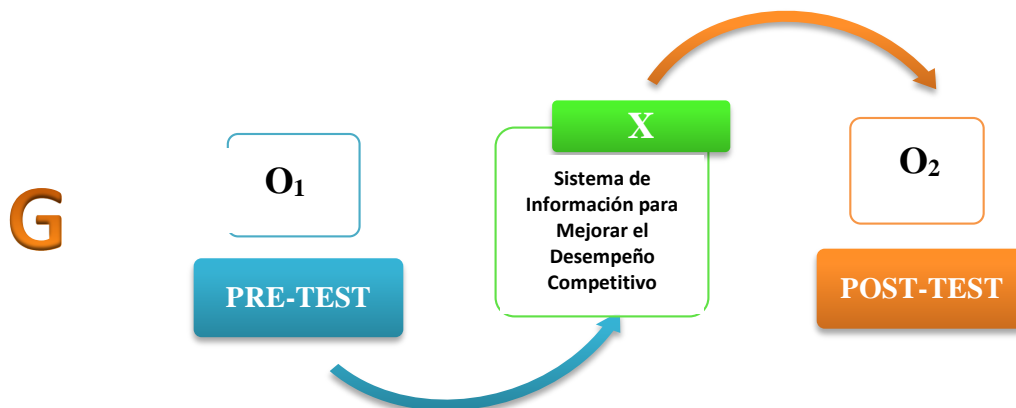 G
O₁
PRE-TEST
X
Sistema de
Información para
Mejorar el
Desempeño
Competitivo
O₂
POST-TEST